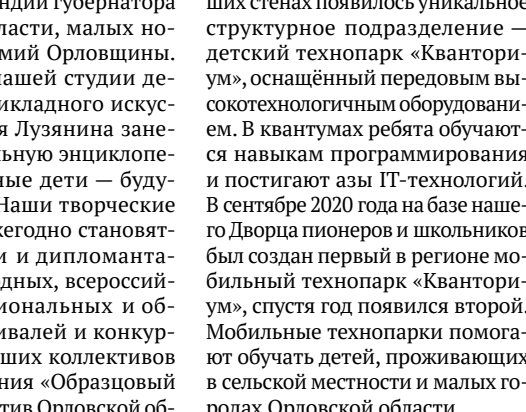 ндии губернатора
ласти, малых но-
мий Орловщины.
нашей студии де-
икладного искус-
я Лузянина зане-
льную энциклопе-
ные дети — буду-
Наши творческие
жегодно становят-
и и дипломанта-
дных, всероссий-
иональных и об-
ивалей и конкур-
ших коллективов
ния «Образцовый
тив Орловской об-
ших стенах появилось уникальное
структурное подразделение —
детский технопарк «Кванториˮ-
ум», оснащённый передовым вы-
сокотехнологичным оборудовани-
ем. В квантумах ребята обучают-
ся навыкам программирования
и постигают азы IT-технологий.
В сентябре 2020 года на базе наше-
го Дворца пионеров и школьников
был создан первый в регионе мо-
бильный технопарк «Квантори-
ум», спустя год появился второй.
Мобильные технопарки помога-
ют обучать детей, проживающих
в сельской местности и малых го-
родах Орловской области